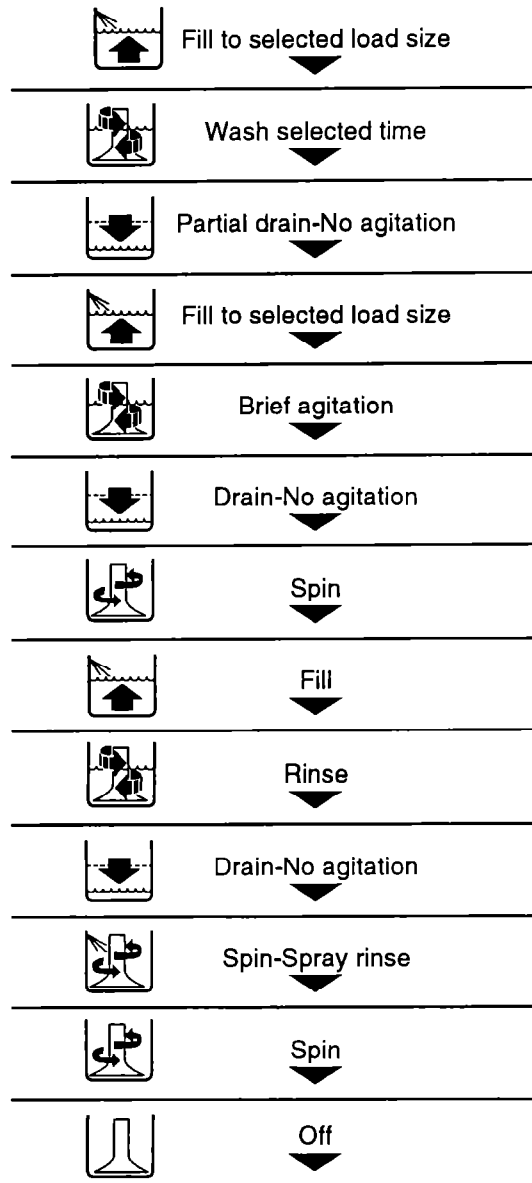 Fill to selected load size
Wash selected time
Partial drain-No agitation
Fill to selected load size
Brief agitation
Drain-No agitation
Spin
Fill
Rinse
Drain-No agitation
Spin-Spray rinse
Spin
Off